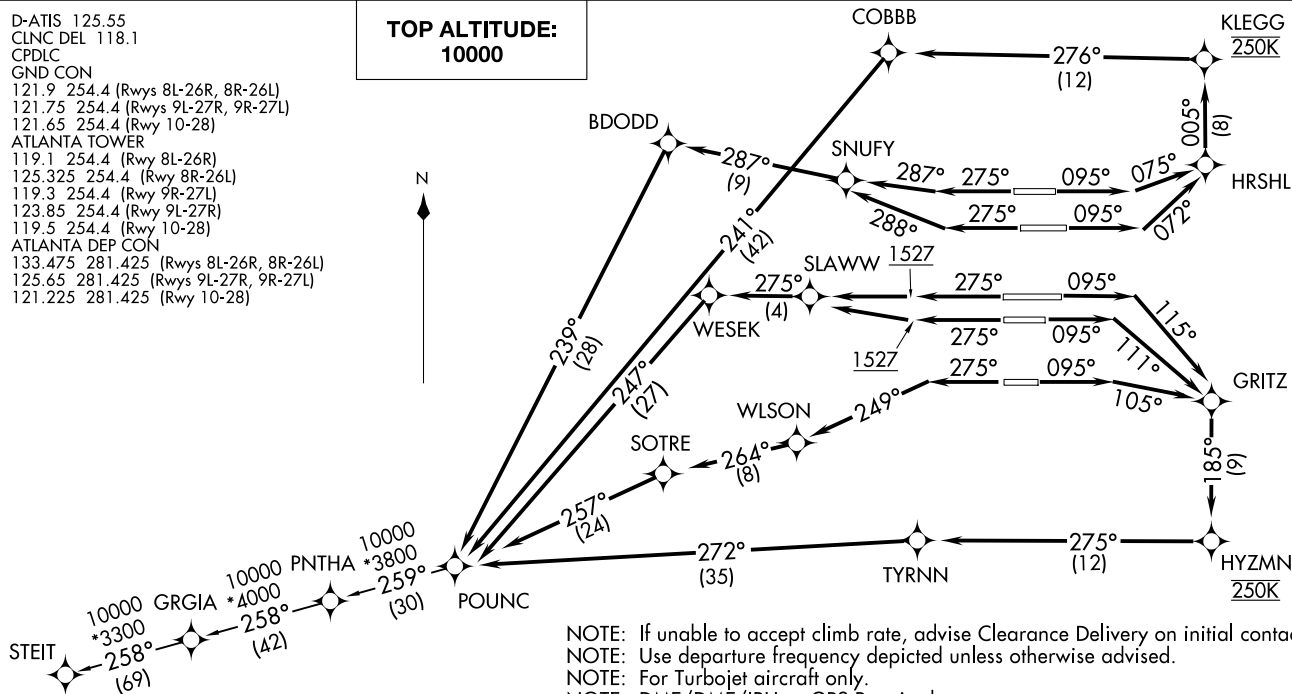 D-ATIS 125.55
CLNC DEL 118.1
CPDLC
GND CON
121.9 254.4 (Rwys 8L-26R, 8R-26L)
121.75 254.4 (Rwys 9L-27R, 9R-27L)
121.65 254.4 (Rwy 10-28)
ATLANTA TOWER
119.1 254.4 (Rwy 8L-26R)
125.325 254.4 (Rwy 8R-26L)
119.3 254.4 (Rwy 9R-27L)
123.85 254.4 (Rwy 9L-27R)
119.5 254.4 (Rwy 10-28)
ATLANTA DEP CON
133.475 281.425 (Rwys 8L-26R, 8R-26L)
125.65 281.425 (Rwys 9L-27R, 9R-27L)
121.225 281.425 (Rwy 10-28)
TOP ALTITUDE:
10000
N
COBBB
KLEGG
250K
276°
(12)
005°
(8)
BDODD
SNUFY
287°
(9)
287°
275°
095°
075°
HRSHL
288°
275°
095°
072°
241°
(42)
SLAWW
1527
275°
(4)
275°
095°
115°
WESEK
1527
275°
095°
111°
239°
(28)
247°
(27)
275°
095°
105°
GRITZ
WLSON
249°
SOTRE
264°
(8)
185°
(9)
257°
(24)
272°
(35)
TYRNN
275°
(12)
HYZMN
250K
POUNC
10000
*3800
259°
(30)
PNTHA
10000
*4000
258°
(42)
GRGIA
10000
*3300
258°
(69)
STEIT
NOTE: If unable to accept climb rate, advise Clearance Delivery on initial contac
NOTE: Use departure frequency depicted unless otherwise advised.
NOTE: For Turbojet aircraft only.